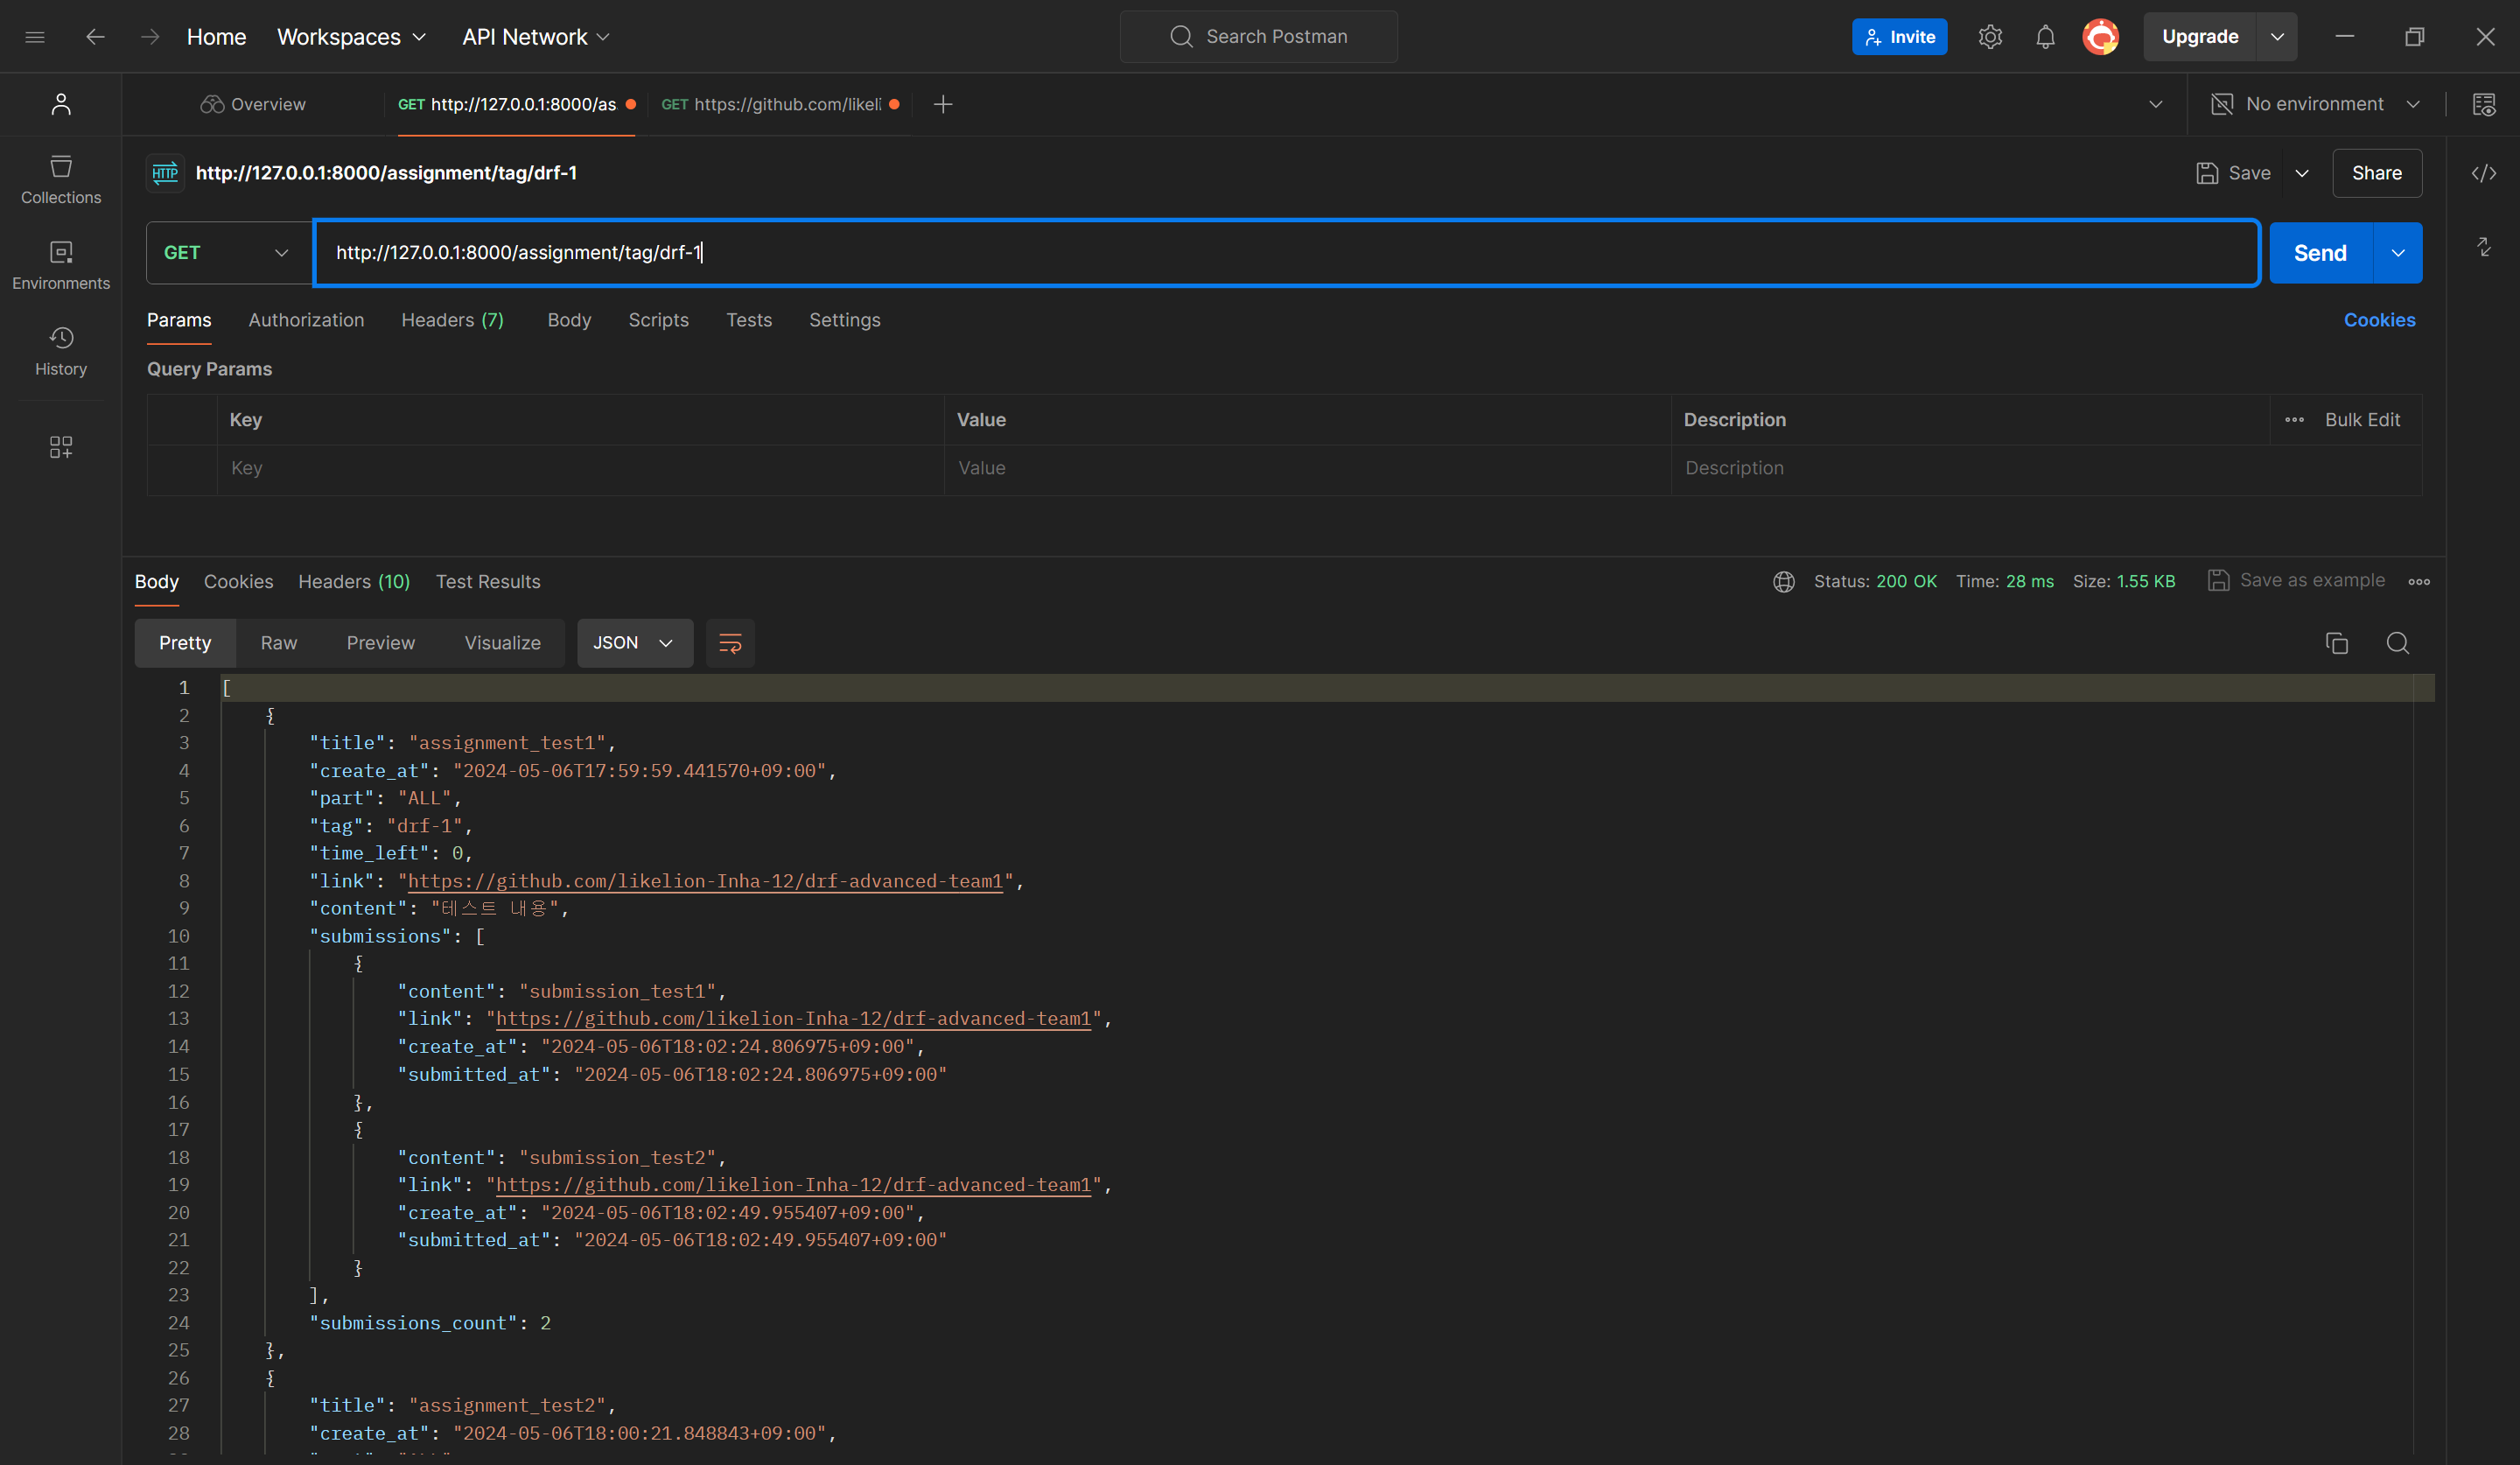 Home Workspaces API Network Search Postman Invite Upgrade
Overview GET http://127.0.0.1:8000/as GET https://github.com/likeli No environment
HTTP http://127.0.0.1:8000/assignment/tag/drf-1 Save Share
Collections
GET http://127.0.0.1:8000/assignment/tag/drf-1 Send
Environments
Params Authorization Headers (7) Body Scripts Tests Settings Cookies
History
Query Params
Key Value Description Bulk Edit
Key Value Description
Body Cookies Headers (10) Test Results Status: 200 OK Time: 28 ms Size: 1.55 KB Save as example
Pretty Raw Preview Visualize JSON
1 [
2 {
3 "title": "assignment_test1",
4 "create_at": "2024-05-06T17:59:59.441570+09:00",
5 "part": "ALL",
6 "tag": "drf-1",
7 "time_left": 0,
8 "link": "https://github.com/likelion-Inha-12/drf-advanced-team1",
9 "content": "테스트 내용",
10 "submissions": [
11 {
12 "content": "submission_test1",
13 "link": "https://github.com/likelion-Inha-12/drf-advanced-team1",
14 "create_at": "2024-05-06T18:02:24.806975+09:00",
15 "submitted_at": "2024-05-06T18:02:24.806975+09:00"
16 },
17 {
18 "content": "submission_test2",
19 "link": "https://github.com/likelion-Inha-12/drf-advanced-team1",
20 "create_at": "2024-05-06T18:02:49.955407+09:00",
21 "submitted_at": "2024-05-06T18:02:49.955407+09:00"
22 }
23 ],
24 "submissions_count": 2
25 },
26 {
27 "title": "assignment_test2",
28 "create_at": "2024-05-06T18:00:21.848843+09:00",